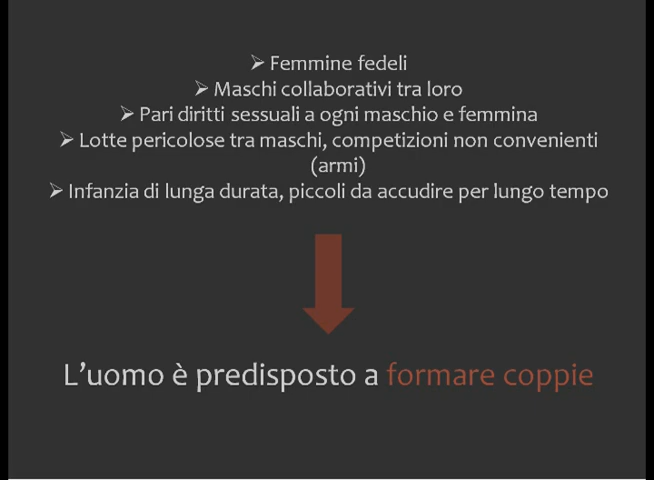 ➢ Femmine fedeli
➢ Maschi collaborativi tra loro
➢ Pari diritti sessuali a ogni maschio e femmina
➢ Lotte pericolose tra maschi, competizioni non convenienti
(armi)
➢ Infanzia di lunga durata, piccoli da accudire per lungo tempo
L'uomo è predisposto a formare coppie